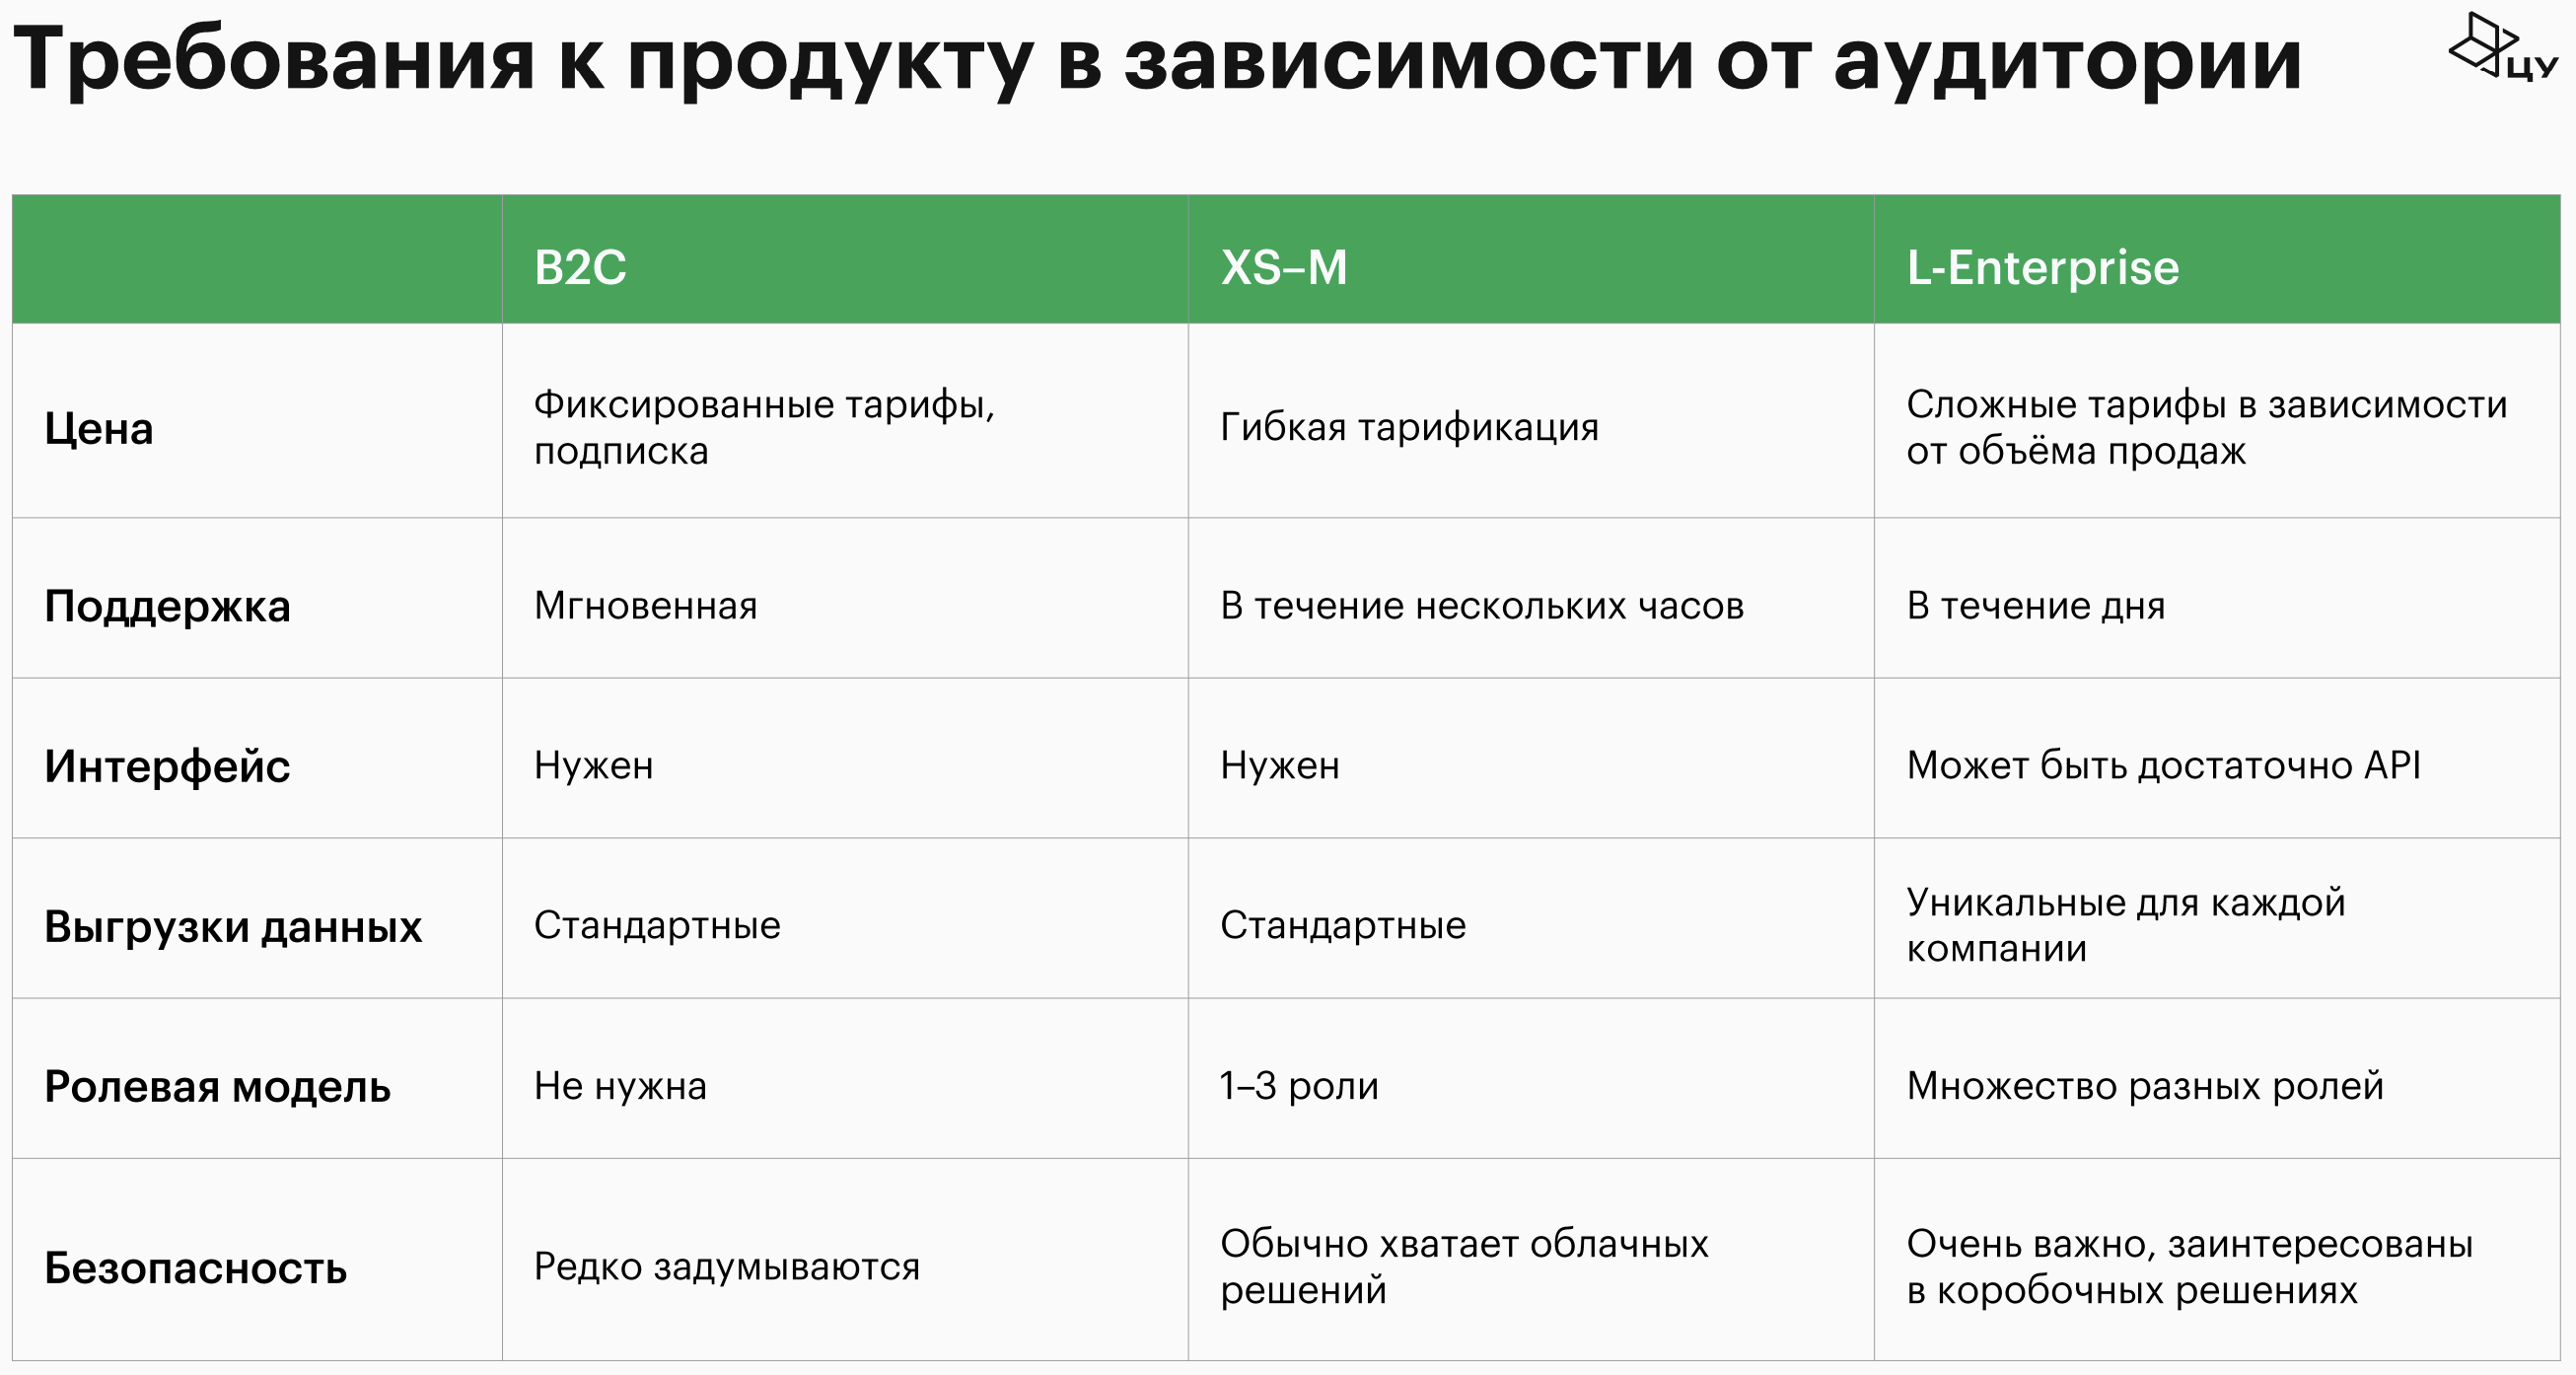 Требования к продукту в зависимости от аудитории
ЦУ
B2C
XS–M
L-Enterprise
Цена
Фиксированные тарифы,
подписка
Гибкая тарификация
Сложные тарифы в зависимости
от объёма продаж
Поддержка
Мгновенная
В течение нескольких часов
В течение дня
Интерфейс
Нужен
Нужен
Может быть достаточно API
Выгрузки данных
Стандартные
Стандартные
Уникальные для каждой
компании
Ролевая модель
Не нужна
1–3 роли
Множество разных ролей
Безопасность
Редко задумываются
Обычно хватает облачных
решений
Очень важно, заинтересованы
в коробочных решениях